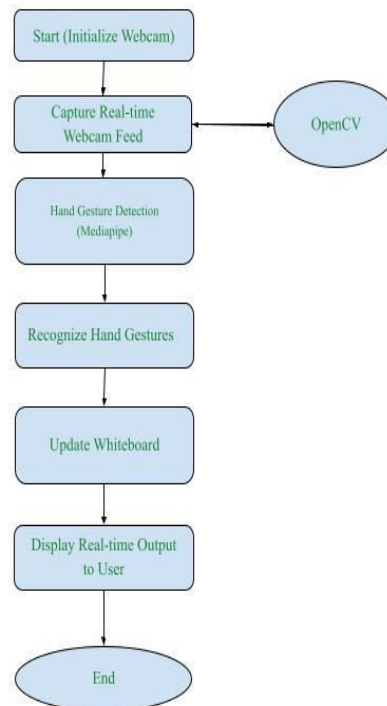 Start (Initialize Webcam)
Capture Real-time
Webcam Feed
OpenCV
Hand Gesture Detection
(Mediapipe)
Recognize Hand Gestures
Update Whiteboard
Display Real-time Output
to User
End